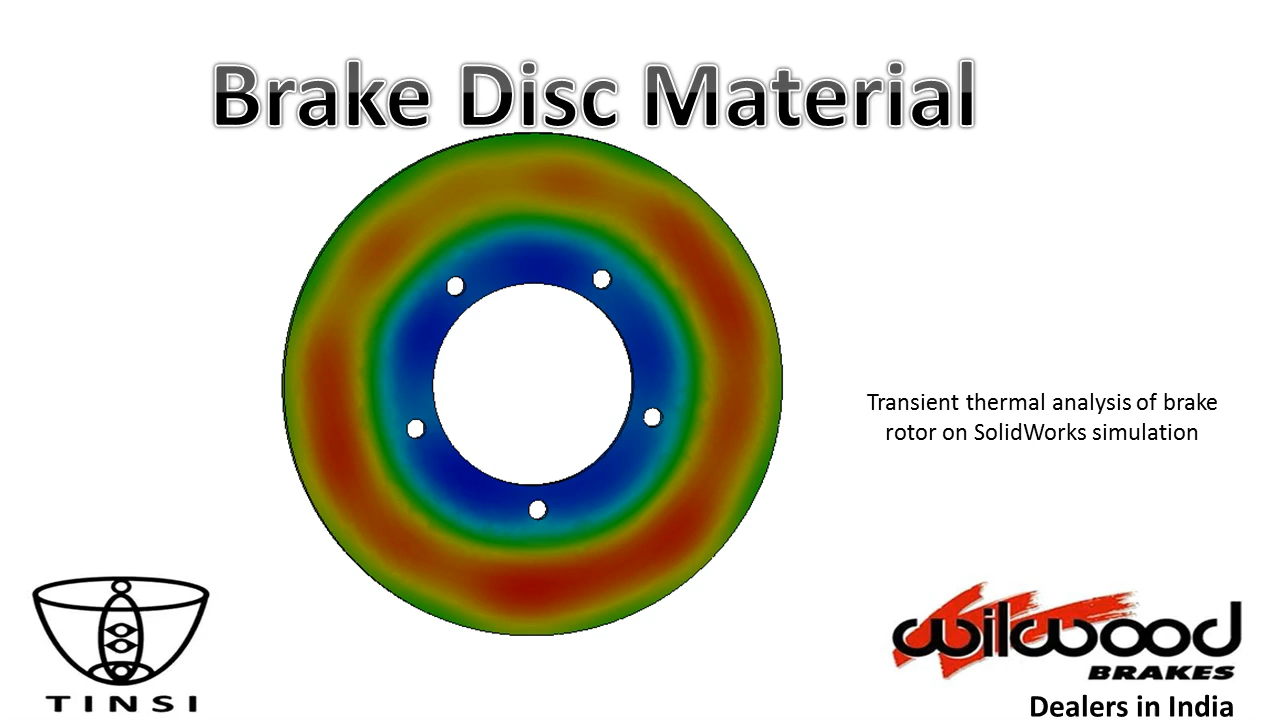 Brake Disc Material
Transient thermal analysis of brake
rotor on SolidWorks simulation
TINSI
wilwood
BRAKES
Dealers in India